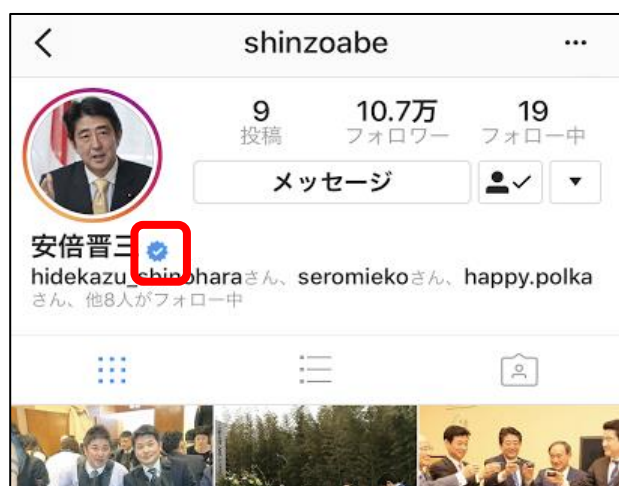 shinzoabe
9 10.7万 19
投稿 フォロワー フォロー中
メッセージ
安倍晋三
hidekazu_shinoharaさん、seromiekoさん、happy.polka
さん、他8人がフォロー中